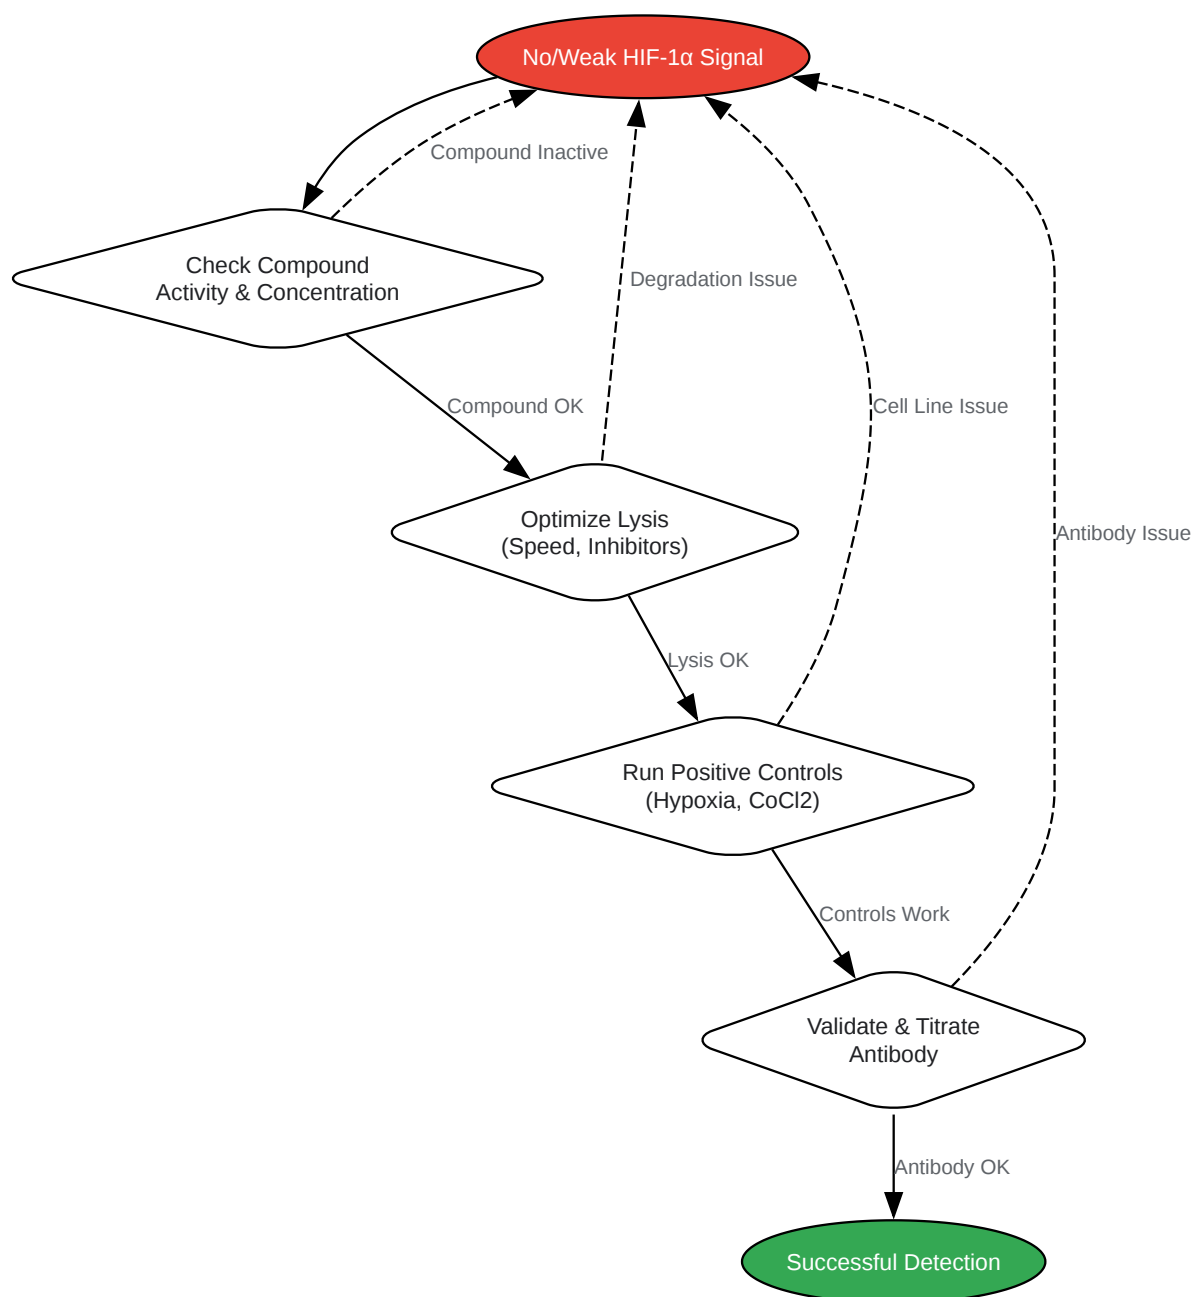 No/Weak HIF-1α Signal
Compound Inactive
Check Compound
Activity & Concentration
Degradation Issue
Compound OK
Cell Line Issue
Optimize Lysis
(Speed, Inhibitors)
Antibody Issue
Lysis OK
Run Positive Controls
(Hypoxia, CoCl2)
Controls Work
Validate & Titrate
Antibody
Antibody OK
Successful Detection